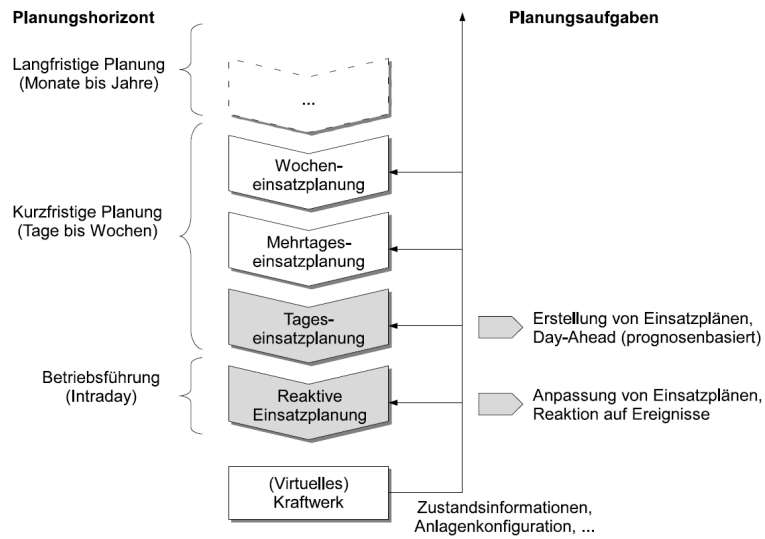 Planungshorizont
Planungsaufgaben
Langfristige Planung
(Monate bis Jahre)
...
Wochen-
einsatzplanung
Kurzfristige Planung
(Tage bis Wochen)
Mehrtages-
einsatzplanung
Tages-
einsatzplanung
Erstellung von Einsatzplänen,
Day-Ahead (prognosenbasiert)
Betriebsführung
(Intraday)
Reaktive
Einsatzplanung
Anpassung von Einsatzplänen,
Reaktion auf Ereignisse
(Virtuelles)
Kraftwerk
Zustandsinformationen,
Anlagenkonfiguration, ...